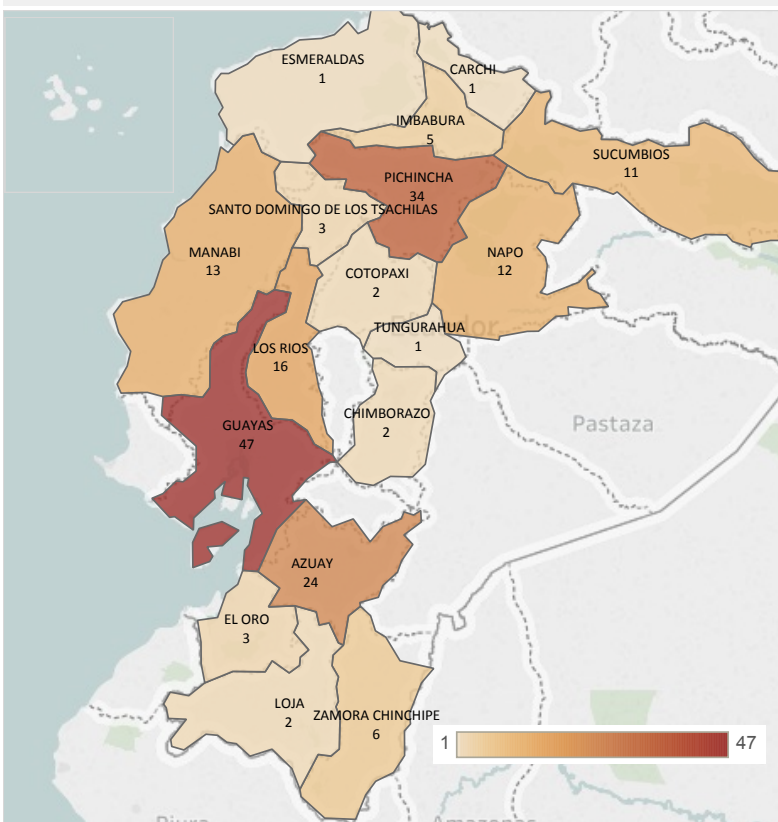 ESMERALDAS
1
CARCHI
1
IMBABURA
5
SUCUMBIOS
11
PICHINCHA
34
SANTO DOMINGO DE LOS TSACHILAS
3
MANABI
13
NAPO
12
COTOPAXI
2
TUNGURAHUA
1
LOS RIOS
16
CHIMBORAZO
2
Pastaza
GUAYAS
47
AZUAY
24
EL ORO
3
LOJA
2
ZAMORA CHINCHIPE
6
1
47